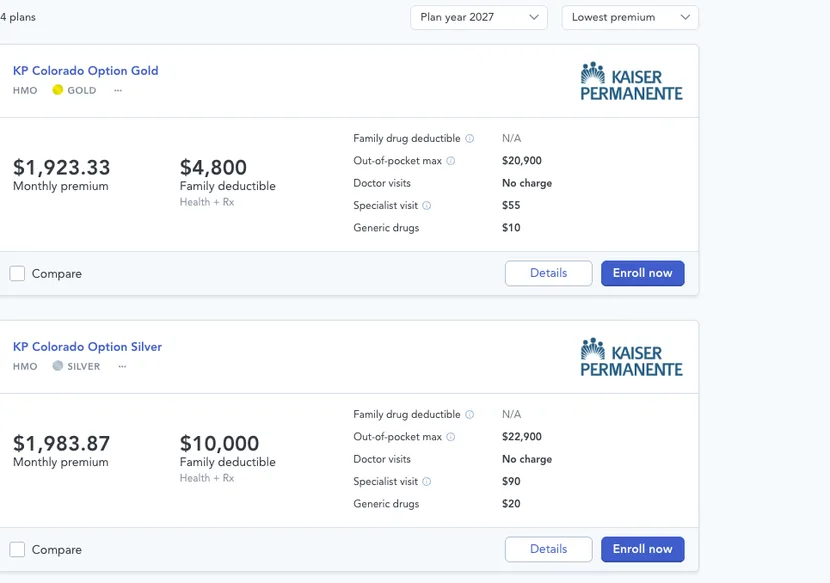 4 plans
Plan year 2027
Lowest premium
KP Colorado Option Gold
HMO GOLD ...
KAISER
PERMANENTE
$1,923.33
Monthly premium
$4,800
Family deductible
Health + Rx
Family drug deductible N/A
Out-of-pocket max $20,900
Doctor visits No charge
Specialist visit $55
Generic drugs $10
Compare
Details
Enroll now
KP Colorado Option Silver
HMO SILVER ...
KAISER
PERMANENTE
$1,983.87
Monthly premium
$10,000
Family deductible
Health + Rx
Family drug deductible N/A
Out-of-pocket max $22,900
Doctor visits No charge
Specialist visit $90
Generic drugs $20
Compare
Details
Enroll now